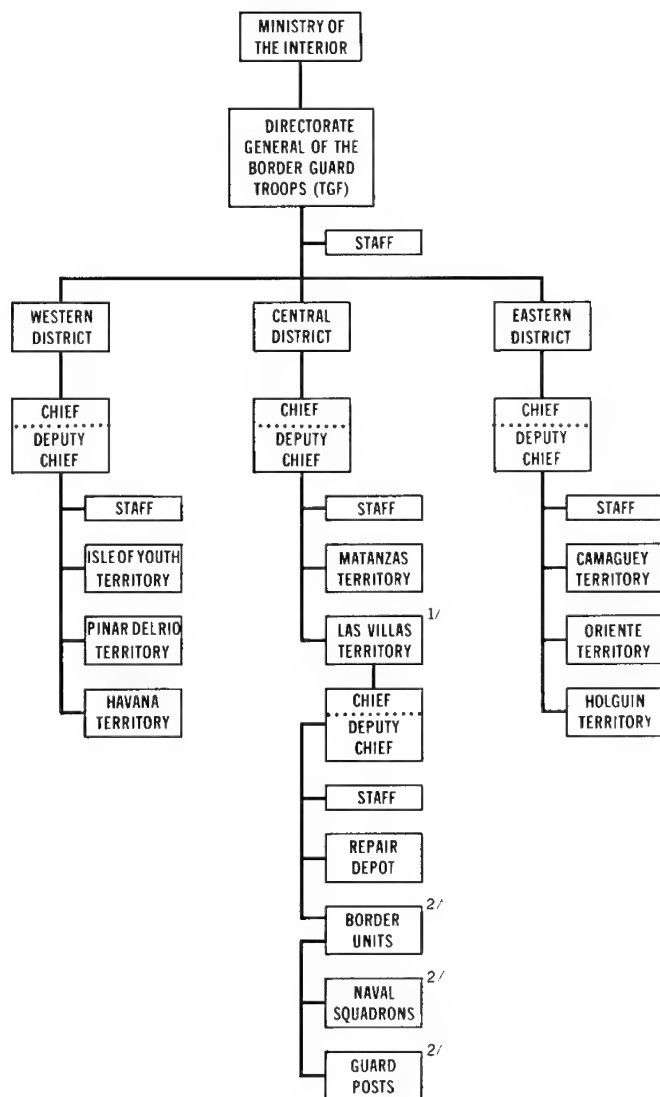 MINISTRY OF
THE INTERIOR
DIRECTORATE
GENERAL OF THE
BORDER GUARD
TROOPS (TGF)
STAFF
WESTERN
DISTRICT
CHIEF
DEPUTY
CHIEF
STAFF
ISLE OF YOUTH
TERRITORY
PINAR DELRIO
TERRITORY
HAVANA
TERRITORY
CENTRAL
DISTRICT
CHIEF
DEPUTY
CHIEF
STAFF
MATANZAS
TERRITORY
1/
LAS VILLAS
TERRITORY
CHIEF
DEPUTY
CHIEF
STAFF
REPAIR
DEPOT
2/
BORDER
UNITS
2/
NAVAL
SQUADRONS
2/
GUARD
POSTS
EASTERN
DISTRICT
CHIEF
DEPUTY
CHIEF
STAFF
CAMAGUEY
TERRITORY
ORIENTE
TERRITORY
HOLGUIN
TERRITORY